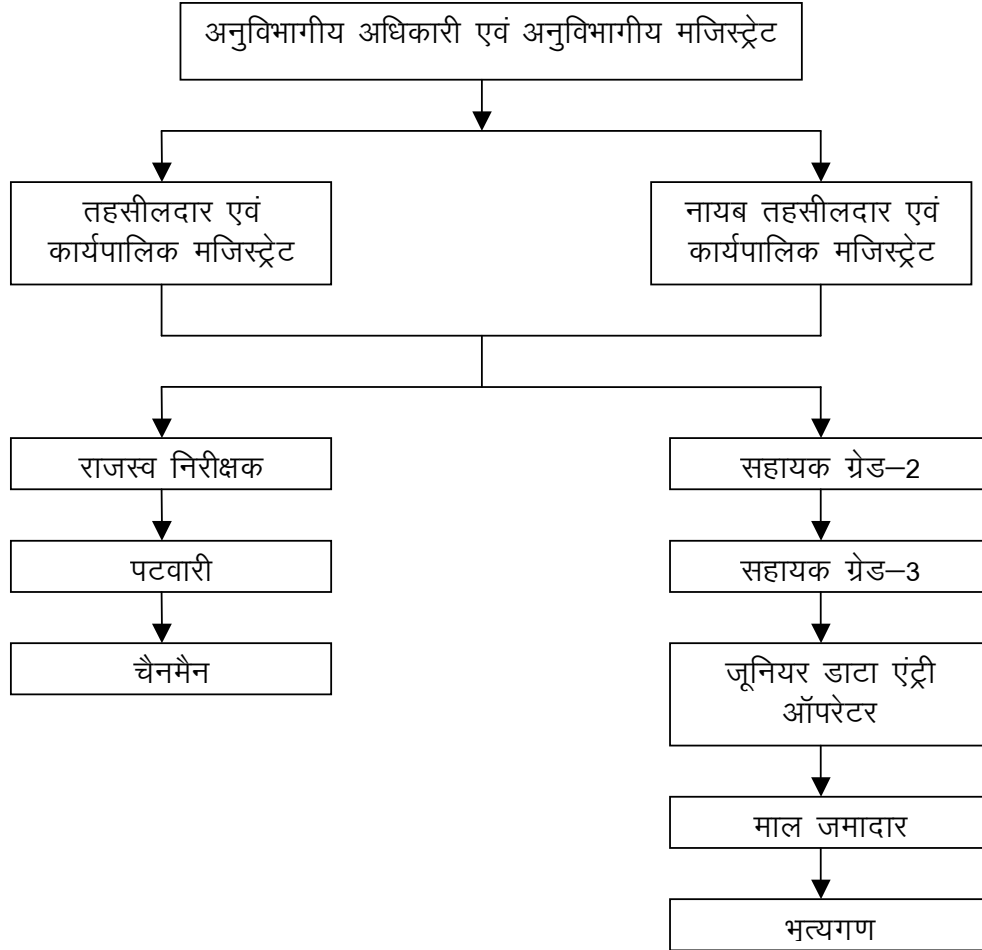 अनुविभागीय अधिकारी एवं अनुविभागीय मजिस्ट्रेट
तहसीलदार एवं
कार्यपालिक मजिस्ट्रेट
नायब तहसीलदार एवं
कार्यपालिक मजिस्ट्रेट
राजस्व निरीक्षक
सहायक ग्रेड–2
पटवारी
सहायक ग्रेड–3
चैनमैन
जूनियर डाटा एंट्री
ऑपरेटर
माल जमादार
भृत्यगण